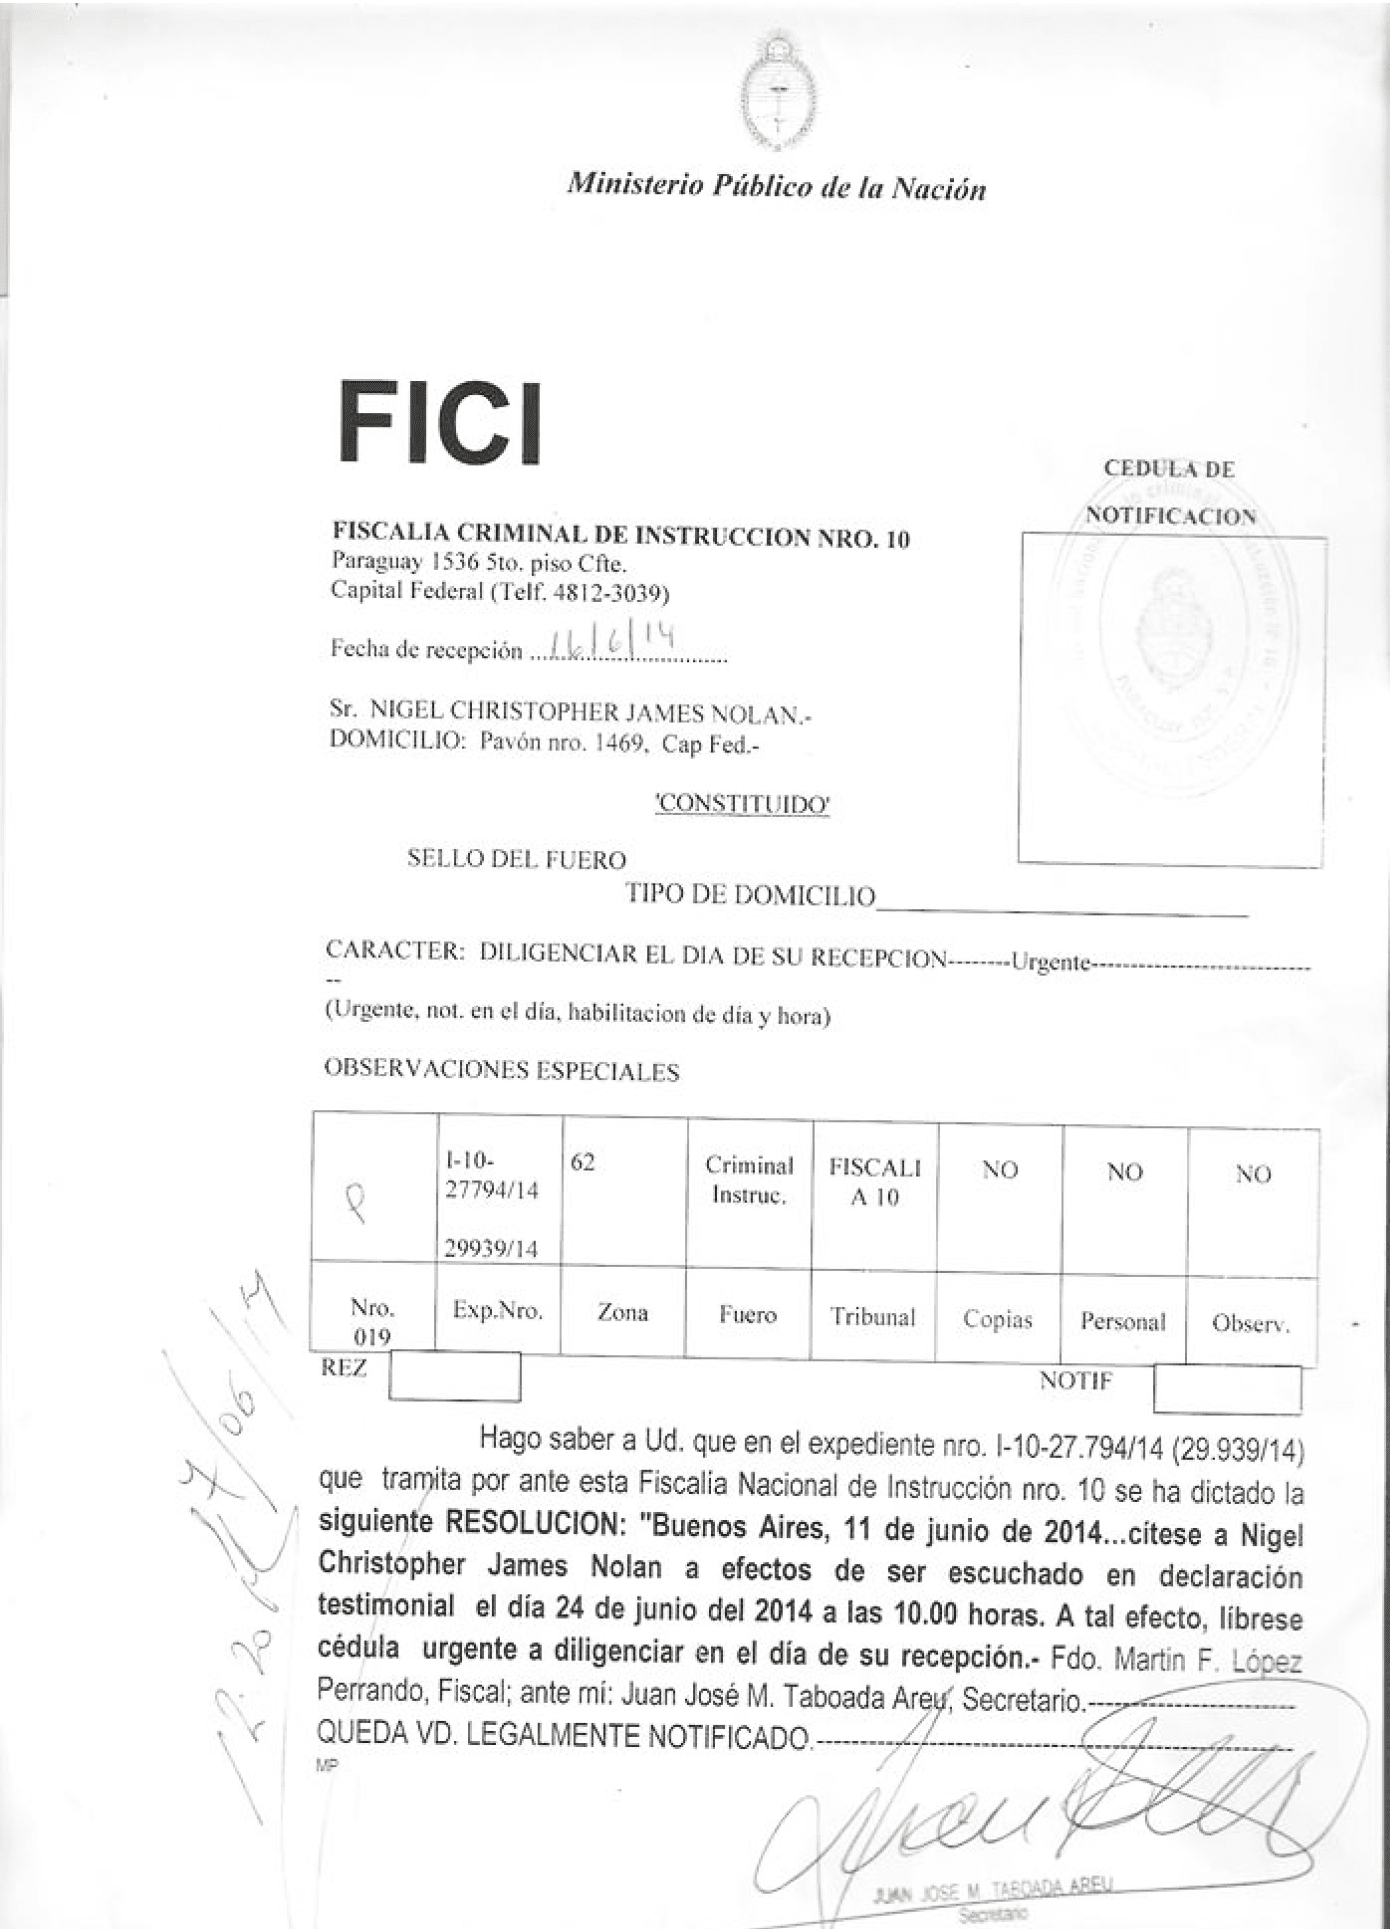 Ministerio Público de la Nación
FICI
CEDULA DE
NOTIFICACION
FISCALIA CRIMINAL DE INSTRUCCION NRO. 10
Paraguay 1536 5to. piso Cfte.
Capital Federal (Telf. 4812-3039)
Fecha de recepción ...16/6/14...................
Sr. NIGEL CHRISTOPHER JAMES NOLAN.-
DOMICILIO: Pavón nro. 1469, Cap Fed.-
'CONSTITUIDO'
SELLO DEL FUERO
TIPO DE DOMICILIO
CARACTER: DILIGENCIAR EL DIA DE SU RECEPCION--------Urgente----------------------------
--
(Urgente, not. en el día, habilitacion de día y hora)
OBSERVACIONES ESPECIALES
P I-10-27794/14 29939/14 62 Criminal Instruc. FISCALIA 10 NO NO NO
Nro. 019 Exp.Nro. Zona Fuero Tribunal Copias Personal Observ.
REZ NOTIF
Hago saber a Ud. que en el expediente nro. I-10-27.794/14 (29.939/14)
que tramita por ante esta Fiscalía Nacional de Instrucción nro. 10 se ha dictado la
siguiente RESOLUCION: "Buenos Aires, 11 de junio de 2014...cítese a Nigel
Christopher James Nolan a efectos de ser escuchado en declaración
testimonial el día 24 de junio del 2014 a las 10.00 horas. A tal efecto, líbrese
cédula urgente a diligenciar en el día de su recepción.- Fdo. Martin F. López
Perrando, Fiscal; ante mí: Juan José M. Taboada Areu, Secretario.--------------------
QUEDA VD. LEGALMENTE NOTIFICADO.----------------------------------------------
MP
JUAN JOSE M. TABOADA AREU
Secretario
17/06/14
12:20